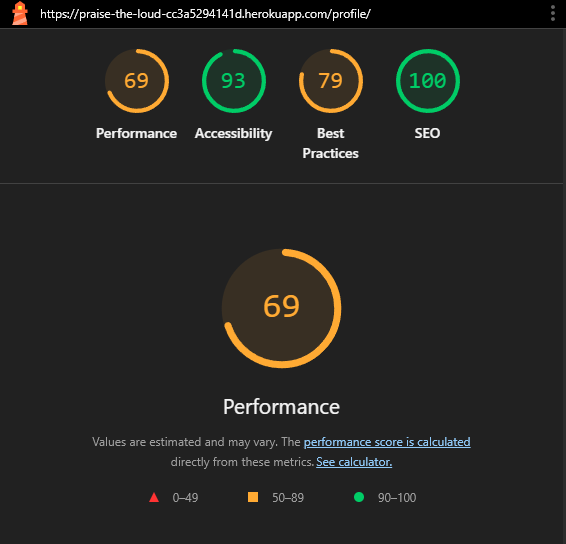 https://praise-the-loud-cc3a5294141d.herokuapp.com/profile/
69
93
79
100
Performance
Accessibility
Best
Practices
SEO
69
Performance
Values are estimated and may vary. The performance score is calculated
directly from these metrics. See calculator.
0–49
50–89
90–100